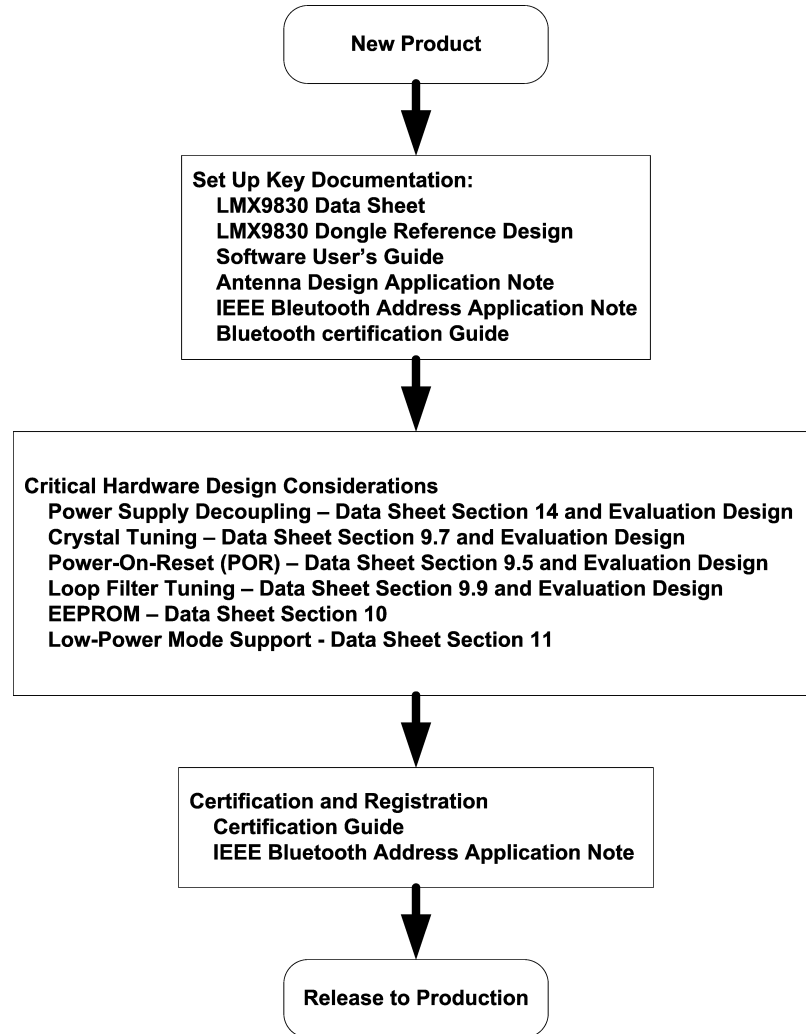 New Product
Set Up Key Documentation:
LMX9830 Data Sheet
LMX9830 Dongle Reference Design
Software User’s Guide
Antenna Design Application Note
IEEE Bleutooth Address Application Note
Bluetooth certification Guide
Critical Hardware Design Considerations
Power Supply Decoupling – Data Sheet Section 14 and Evaluation Design
Crystal Tuning – Data Sheet Section 9.7 and Evaluation Design
Power-On-Reset (POR) – Data Sheet Section 9.5 and Evaluation Design
Loop Filter Tuning – Data Sheet Section 9.9 and Evaluation Design
EEPROM – Data Sheet Section 10
Low-Power Mode Support - Data Sheet Section 11
Certification and Registration
Certification Guide
IEEE Bluetooth Address Application Note
Release to Production